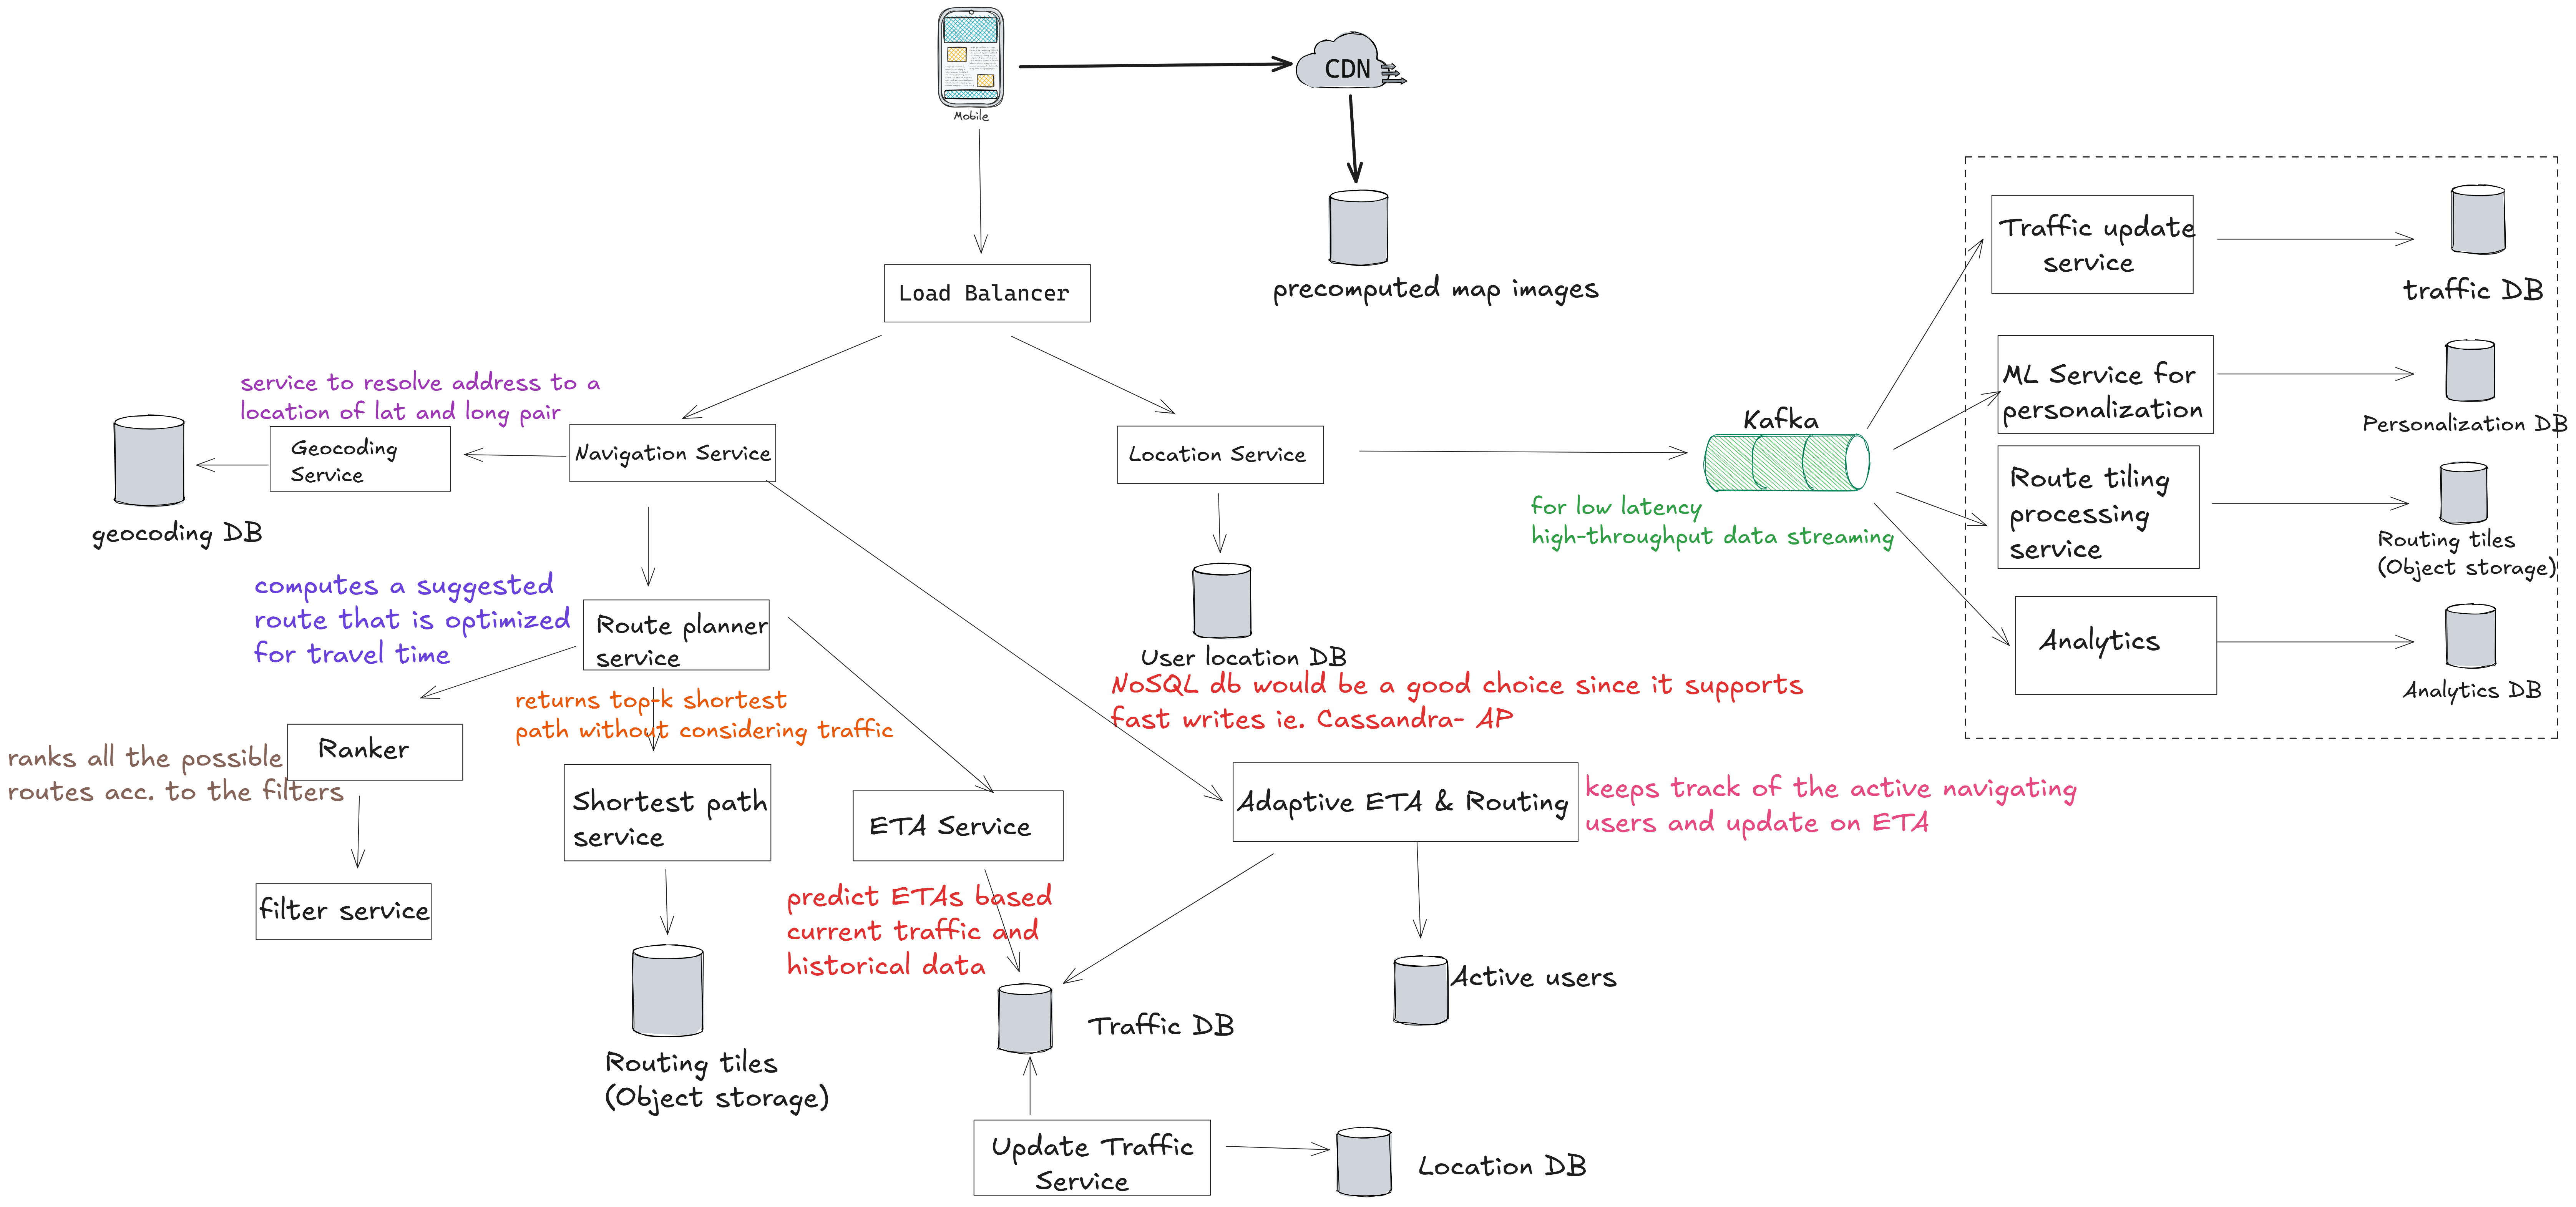 Mobile
CDN
precomputed map images
Load Balancer
service to resolve address to a
location of lat and long pair
Geocoding
Service
geocoding DB
Navigation Service
Location Service
Kafka
for low latency
high-throughput data streaming
Traffic update
service
traffic DB
ML Service for
personalization
Personalization DB
Route tiling
processing
service
Routing tiles
(Object storage)
Analytics
Analytics DB
computes a suggested
route that is optimized
for travel time
Route planner
service
User location DB
NoSQL db would be a good choice since it supports
fast writes ie. Cassandra- AP
returns top-k shortest
path without considering traffic
Ranker
ranks all the possible
routes acc. to the filters
filter service
Shortest path
service
ETA Service
predict ETAs based
current traffic and
historical data
Adaptive ETA & Routing
keeps track of the active navigating
users and update on ETA
Active users
Routing tiles
(Object storage)
Traffic DB
Update Traffic
Service
Location DB